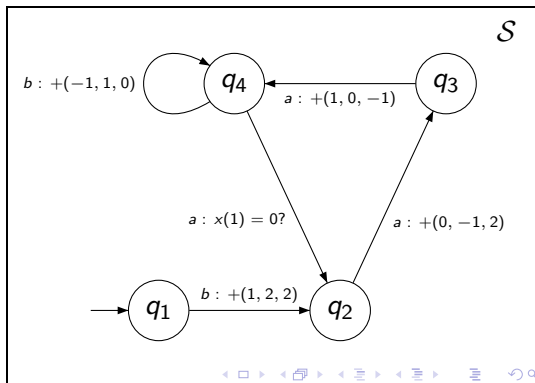 S
b : +(−1, 1, 0)
q4
q3
a : +(1, 0, −1)
a : x(1) = 0?
a : +(0, −1, 2)
b : +(1, 2, 2)
q1
q2